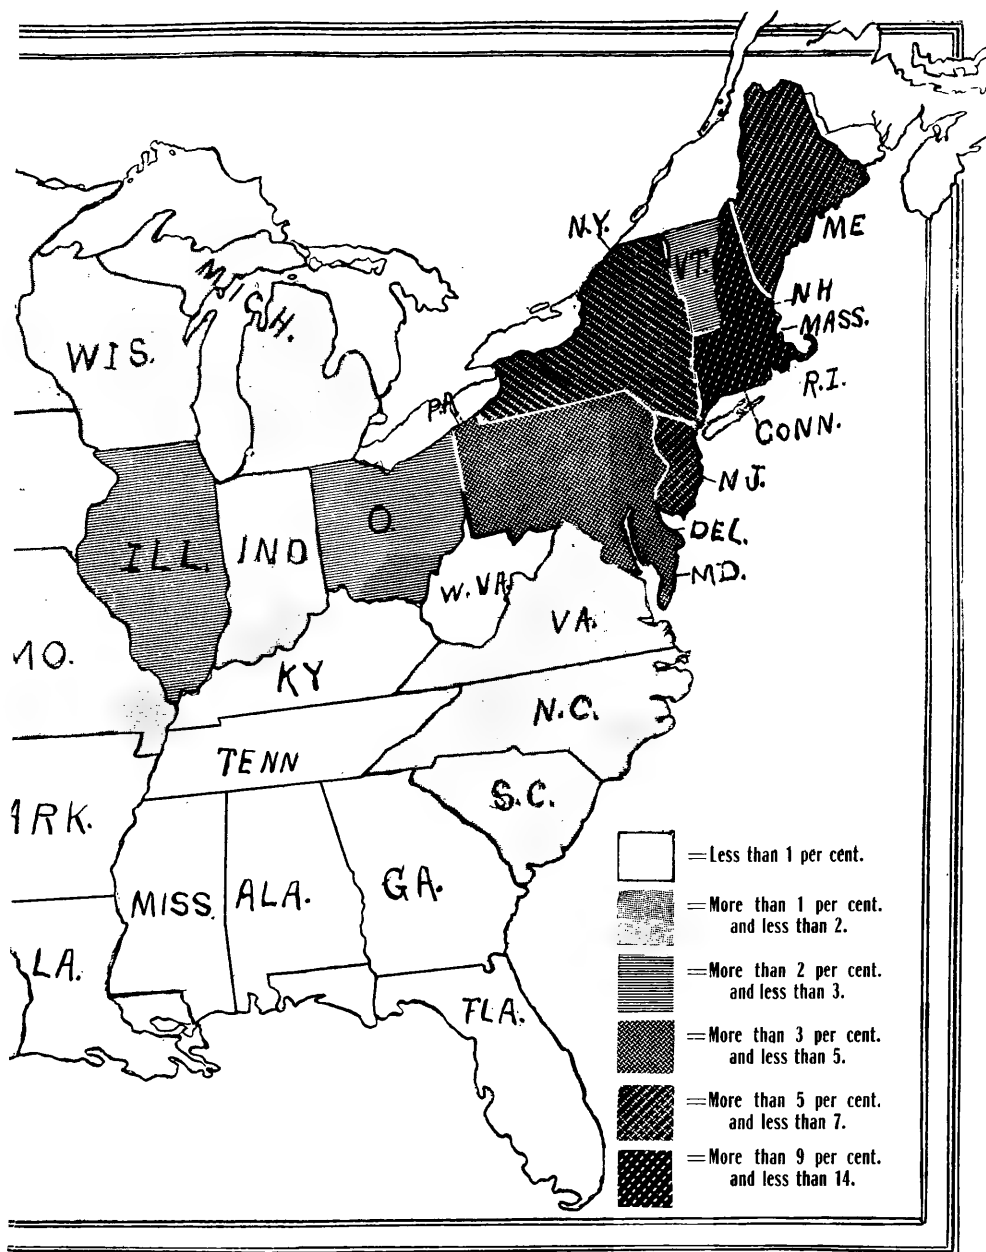 N.Y.
ME
VT.
NH
MASS.
MICH.
WIS.
R.I.
PA
CONN.
N.J.
O.
DEL.
ILL.
IND
MD.
W.VA
VA.
MO.
KY
N.C.
TENN
S.C.
ARK.
GA.
MISS.
ALA.
LA.
FLA.
=Less than 1 per cent.
=More than 1 per cent.
and less than 2.
=More than 2 per cent.
and less than 3.
=More than 3 per cent.
and less than 5.
=More than 5 per cent.
and less than 7.
=More than 9 per cent.
and less than 14.